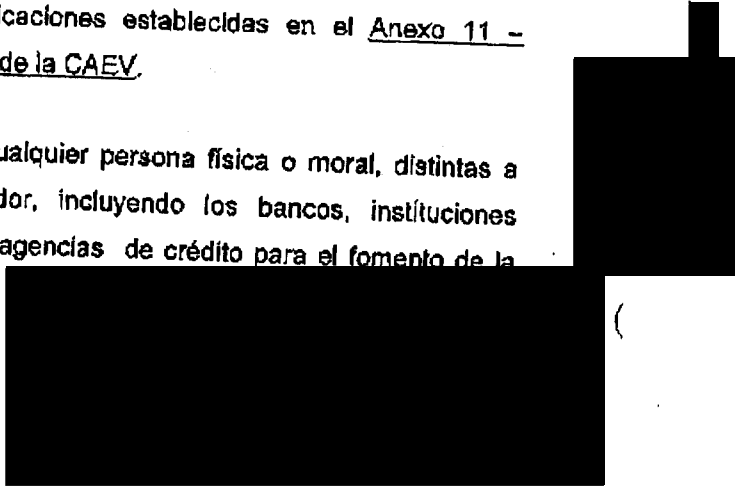 icaciones establecidas en el Anexo 11 –
de la CAEV.
ualquier persona física o moral, distintas a
dor, incluyendo los bancos, instituciones
agencias de crédito para el fomento de la
(